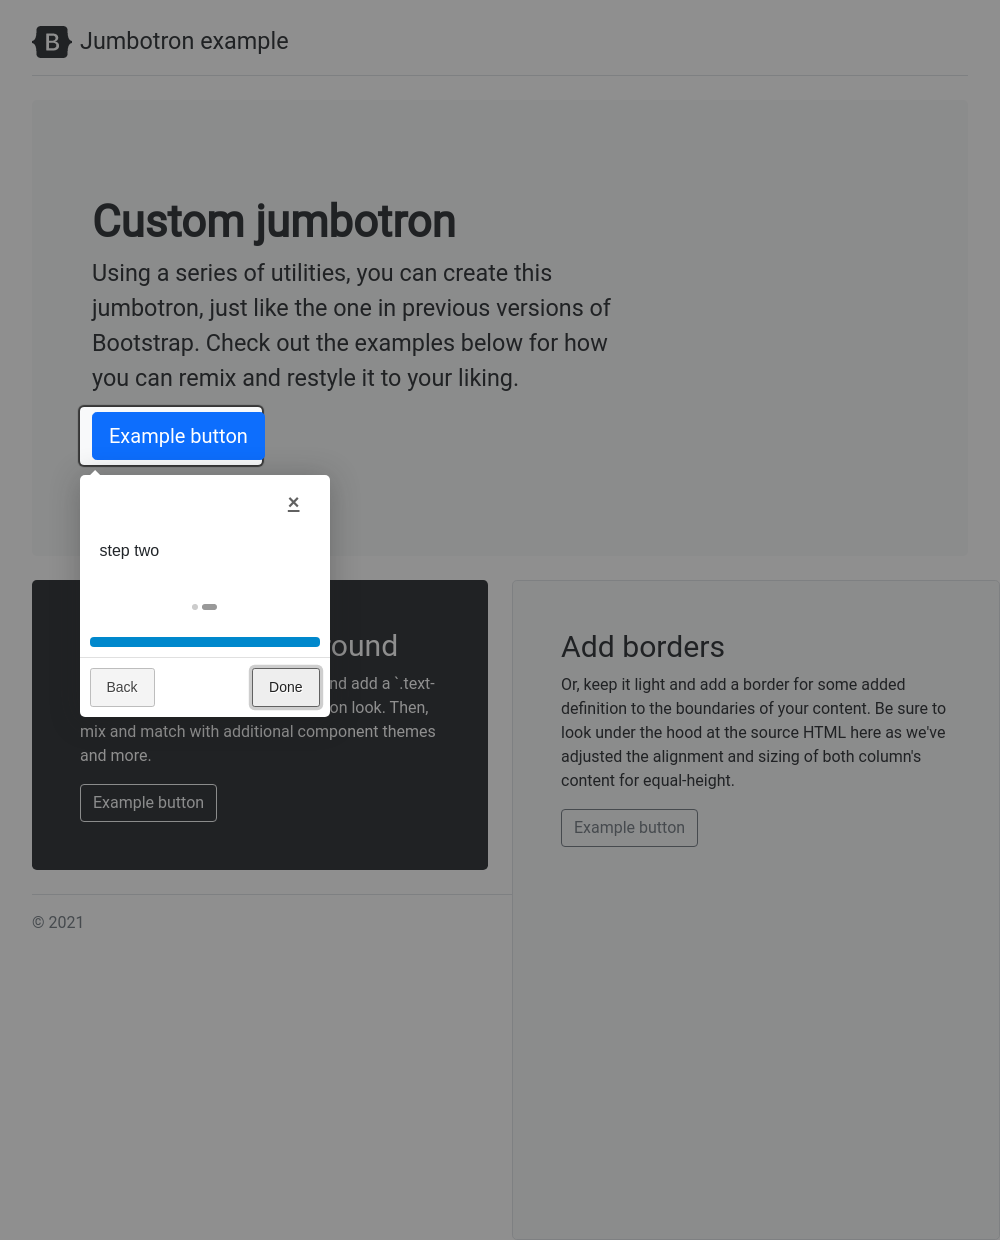 B Jumbotron example
Custom jumbotron
Using a series of utilities, you can create this
jumbotron, just like the one in previous versions of
Bootstrap. Check out the examples below for how
you can remix and restyle it to your liking.
Example button
×
step two
Back
Done
mix and match with additional component themes
and more.
Example button
nd add a `.text-
on look. Then,
Add borders
Or, keep it light and add a border for some added
definition to the boundaries of your content. Be sure to
look under the hood at the source HTML here as we've
adjusted the alignment and sizing of both column's
content for equal-height.
Example button
© 2021